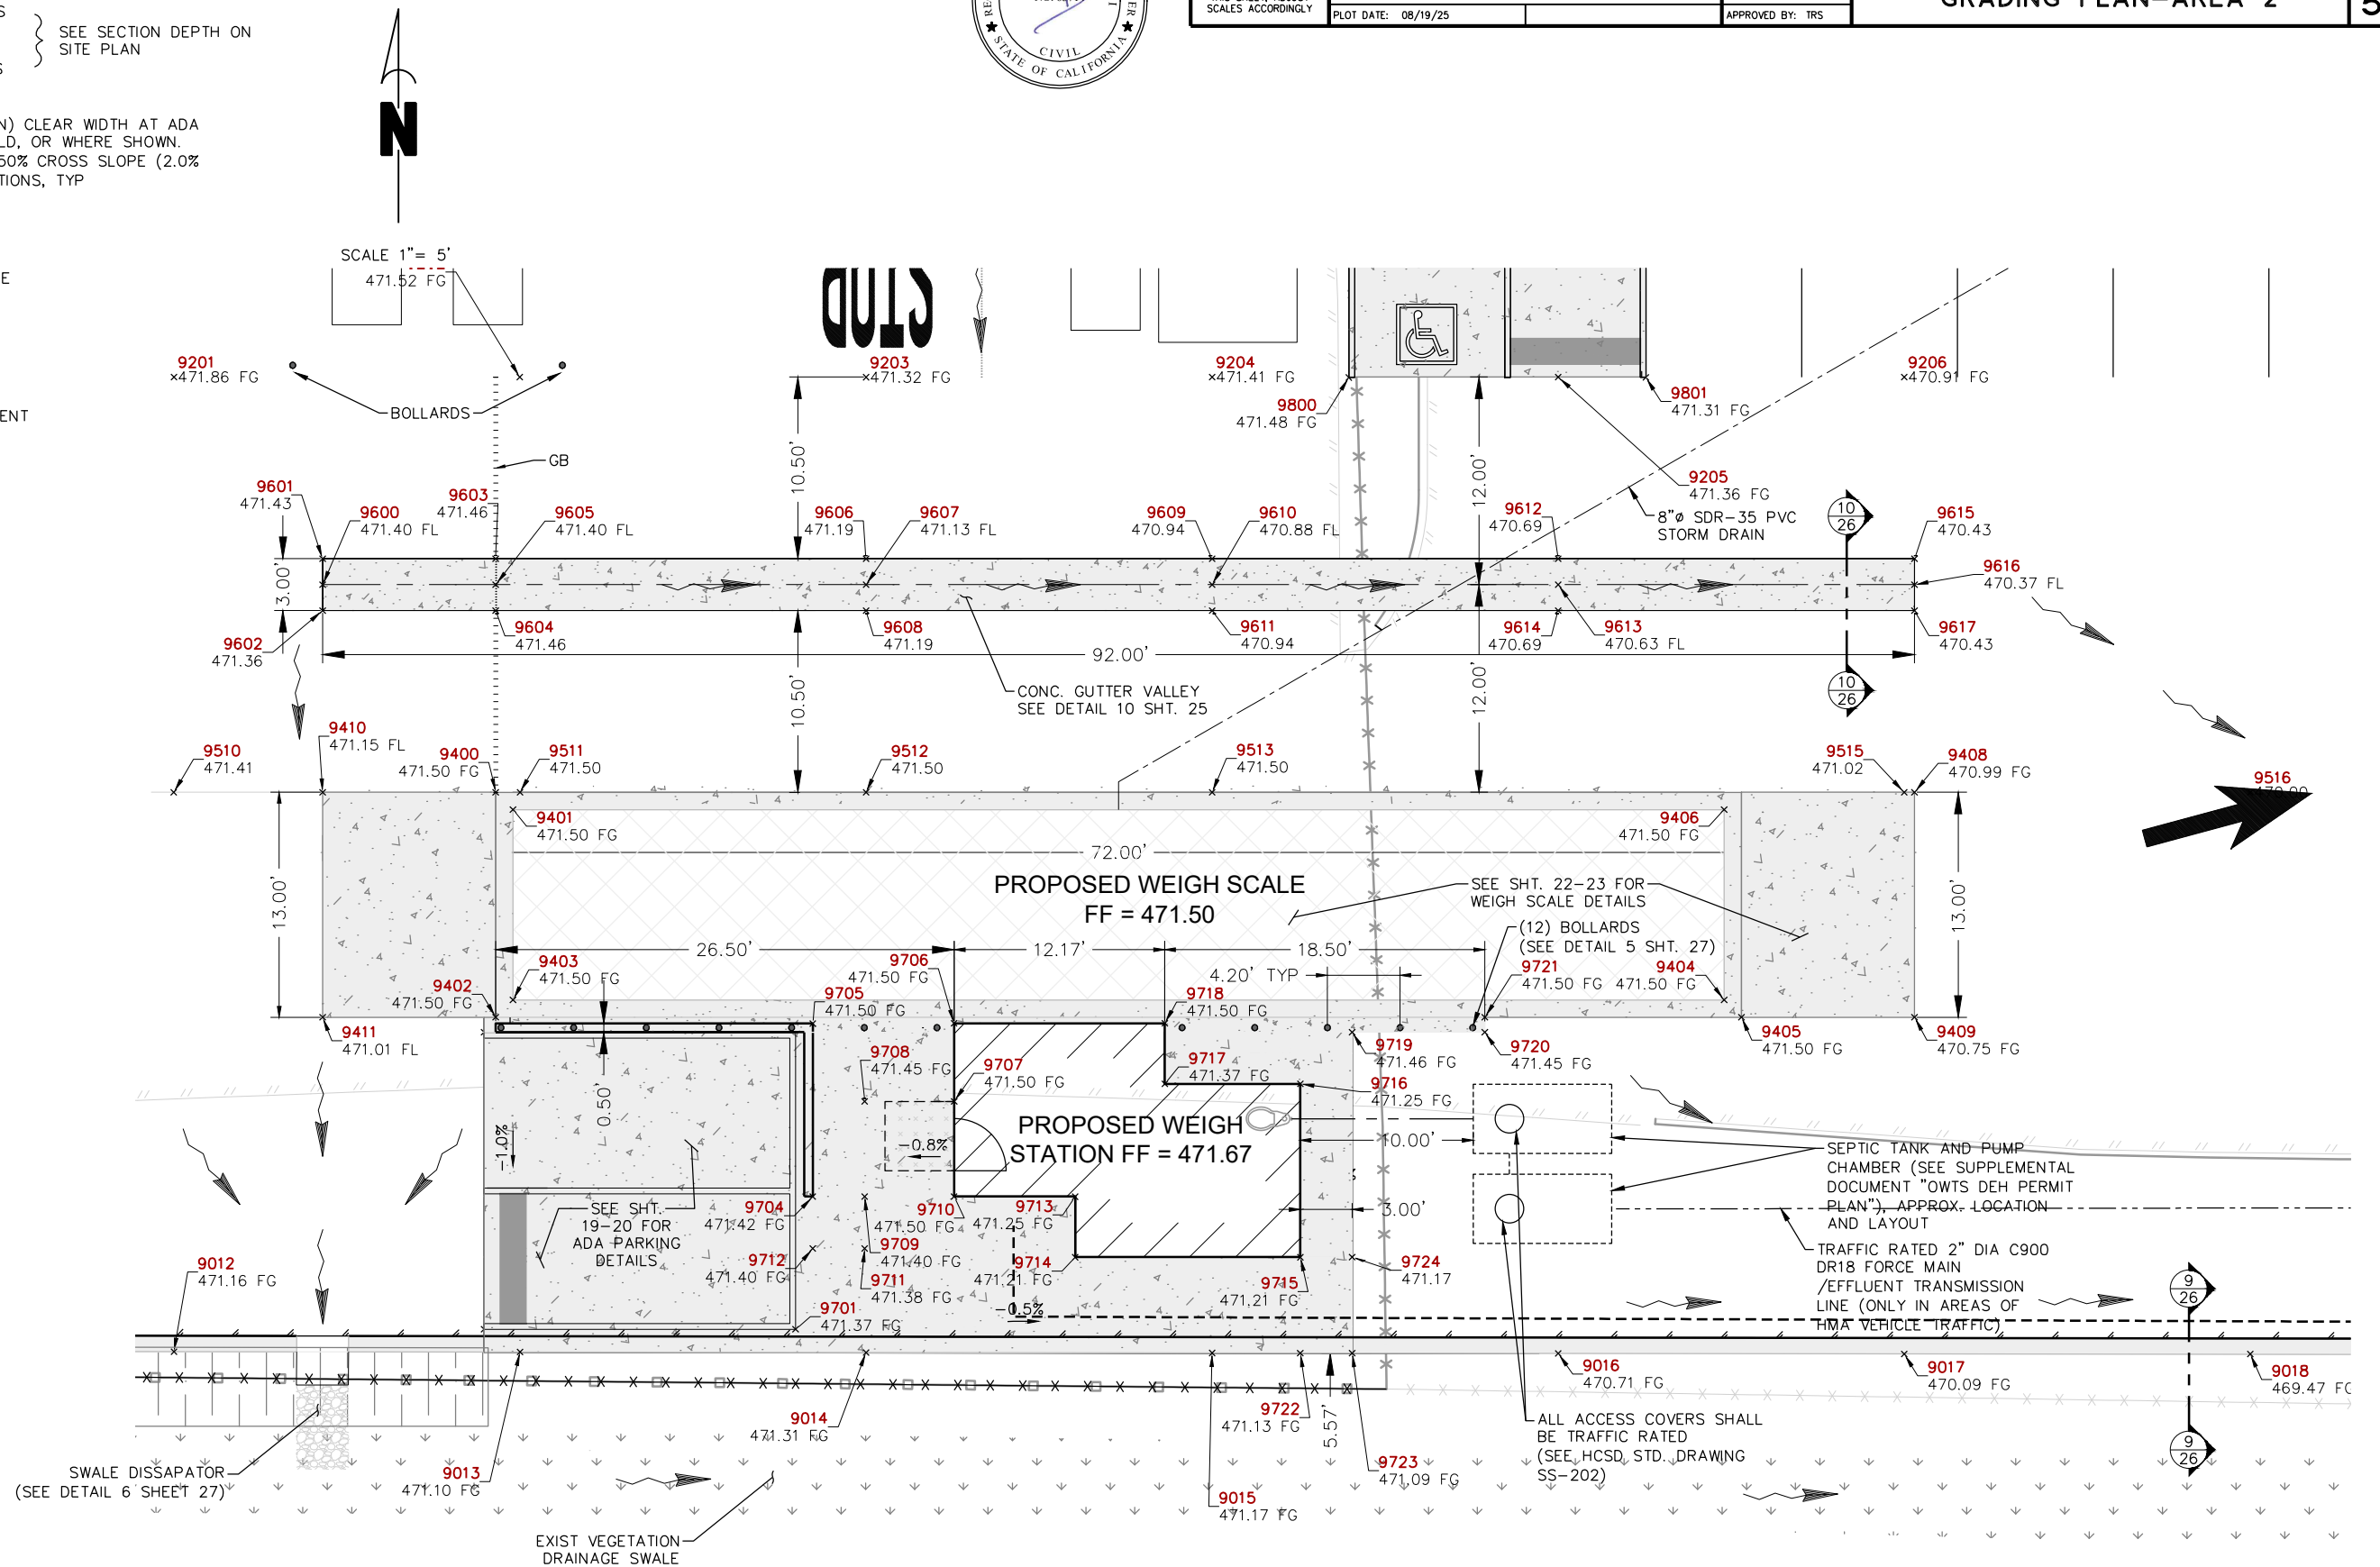 SEE SECTION DEPTH ON
SITE PLAN
N) CLEAR WIDTH AT ADA
LD, OR WHERE SHOWN.
50% CROSS SLOPE (2.0%
TIONS, TYP
E
ENT
N
SCALE 1"= 5'
STATE OF CALIFORNIA
CIVIL
SCALES ACCORDINGLY
PLOT DATE: 08/19/25
APPROVED BY: TRS
GRADING PLAN-AREA 2
5
471.52 FG
STOP
9201
471.86 FG
BOLLARDS
9203
471.32 FG
9204
471.41 FG
9206
470.91 FG
9800
471.48 FG
9801
471.31 FG
9205
471.36 FG
8"ø SDR-35 PVC
STORM DRAIN
GB
10.50'
12.00'
9601
471.43
9600
471.40 FL
9603
471.46
9605
471.40 FL
9606
471.19
9607
471.13 FL
9609
470.94
9610
470.88 FL
9612
470.69
10
26
9615
470.43
9616
470.37 FL
3.00'
9602
471.36
9604
471.46
9608
471.19
9611
470.94
9614
470.69
9613
470.63 FL
9617
470.43
92.00'
10.50'
12.00'
CONC. GUTTER VALLEY
SEE DETAIL 10 SHT. 25
10
26
9510
471.41
9410
471.15 FL
9400
471.50 FG
9511
471.50
9512
471.50
9513
471.50
9515
471.02
9408
470.99 FG
9516
9401
471.50 FG
9406
471.50 FG
72.00'
PROPOSED WEIGH SCALE
FF = 471.50
SEE SHT. 22-23 FOR
WEIGH SCALE DETAILS
(12) BOLLARDS
(SEE DETAIL 5 SHT. 27)
13.00'
13.00'
26.50'
12.17'
18.50'
4.20' TYP
9402
471.50 FG
9403
471.50 FG
9706
471.50 FG
9705
471.50 FG
9718
471.50 FG
9721
471.50 FG
9404
471.50 FG
9411
471.01 FL
9405
471.50 FG
9409
470.75 FG
9708
471.45 FG
9707
471.50 FG
9717
471.37 FG
9719
471.46 FG
9720
471.45 FG
9716
471.25 FG
0.50'
-1.0%
-0.8%
PROPOSED WEIGH
STATION FF = 471.67
10.00'
3.00'
SEPTIC TANK AND PUMP
CHAMBER (SEE SUPPLEMENTAL
DOCUMENT "OWTS DEH PERMIT
PLAN"), APPROX. LOCATION
AND LAYOUT
SEE SHT.
19-20 FOR
ADA PARKING
DETAILS
9704
471.42 FG
9710
471.50 FG
9713
471.25 FG
9709
471.40 FG
9712
471.40 FG
9711
471.38 FG
9714
471.21 FG
9715
471.21 FG
9724
471.17
TRAFFIC RATED 2" DIA C900
DR18 FORCE MAIN
/EFFLUENT TRANSMISSION
LINE (ONLY IN AREAS OF
HMA VEHICLE TRAFFIC)
9012
471.16 FG
9701
471.37 FG
-0.5%
9
26
9016
470.71 FG
9017
470.09 FG
9018
469.47 FG
9014
471.31 FG
9722
471.13 FG
5.57'
ALL ACCESS COVERS SHALL
BE TRAFFIC RATED
(SEE HCSD STD. DRAWING
SS-202)
9
26
SWALE DISSAPATOR
(SEE DETAIL 6 SHEET 27)
9013
471.10 FG
9723
471.09 FG
9015
471.17 FG
EXIST VEGETATION
DRAINAGE SWALE